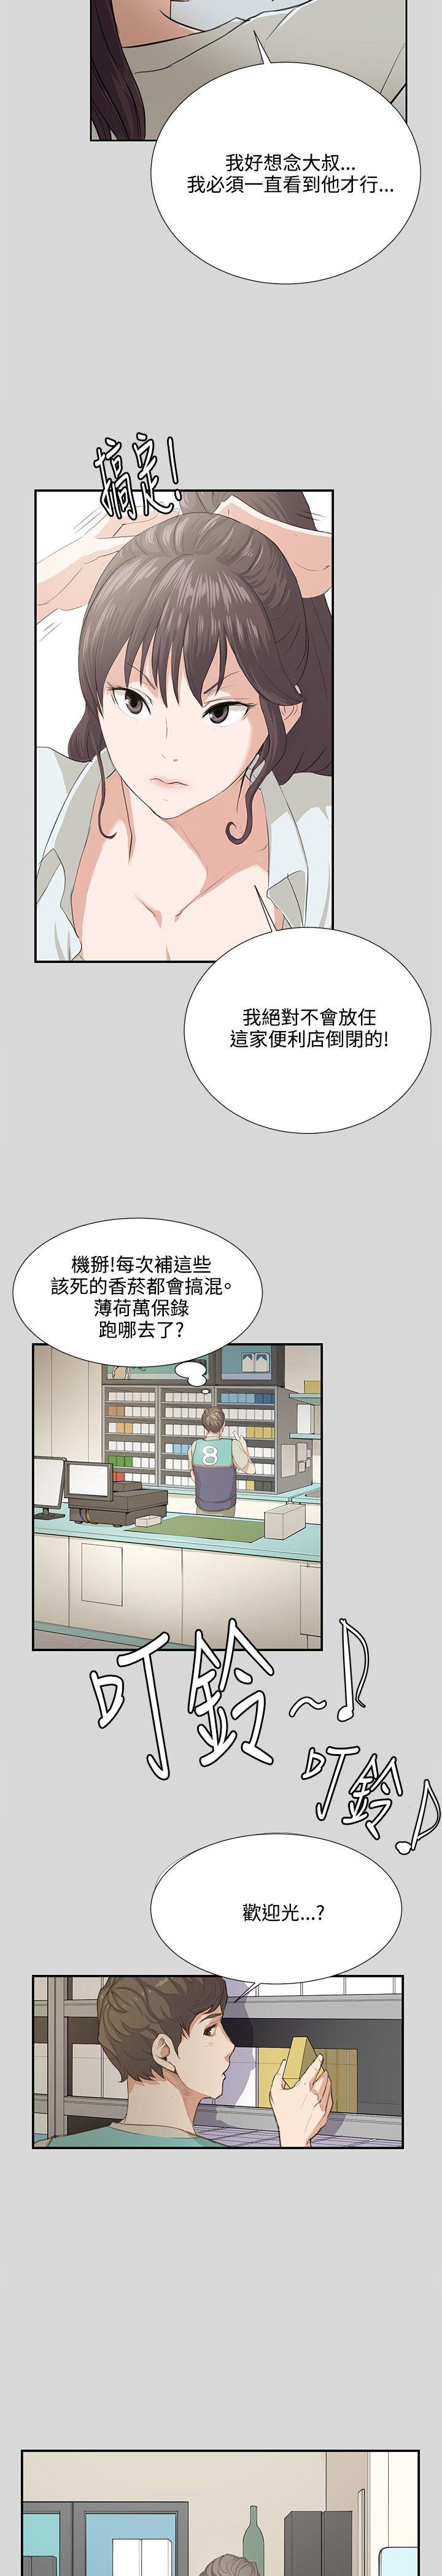 我好想念大叔...
我必須一直看到他才行...
搞定!
我絕對不會放任
這家便利店倒閉的!
機掰!每次補這些
該死的香菸都會搞混。
薄荷萬保錄
跑哪去了?
8
叮鈴~♪
叮鈴♪
歡迎光...?